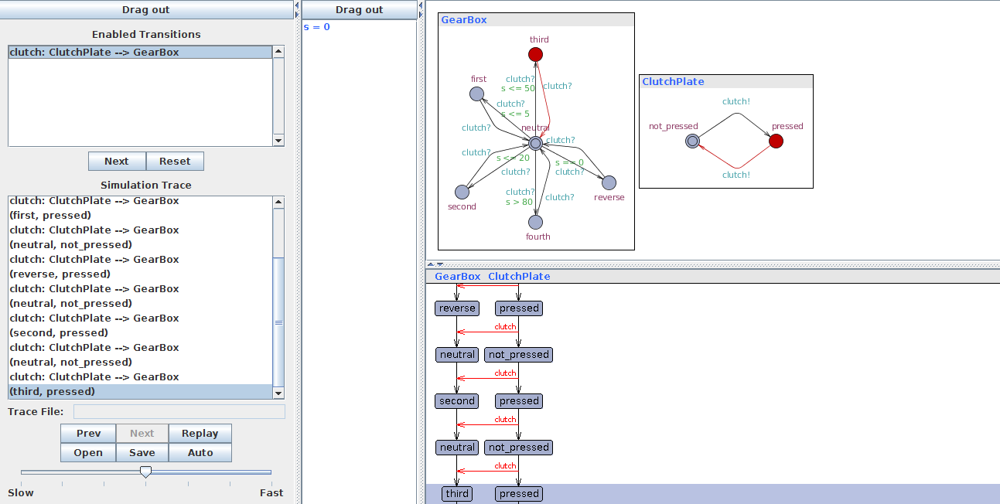 Drag out
Enabled Transitions
clutch: ClutchPlate --> GearBox
Next Reset
Simulation Trace
clutch: ClutchPlate --> GearBox
(first, pressed)
clutch: ClutchPlate --> GearBox
(neutral, not_pressed)
clutch: ClutchPlate --> GearBox
(reverse, pressed)
clutch: ClutchPlate --> GearBox
(neutral, not_pressed)
clutch: ClutchPlate --> GearBox
(second, pressed)
clutch: ClutchPlate --> GearBox
(neutral, not_pressed)
clutch: ClutchPlate --> GearBox
(third, pressed)
Trace File:
Prev Next Replay
Open Save Auto
Slow Fast
Drag out
s = 0
GearBox
third
first
clutch?
s <= 50
clutch?
clutch?
s <= 5
clutch?
neutral
clutch?
clutch?
s <= 20
s == 0
clutch?
clutch?
clutch?
s > 80
clutch?
second
reverse
fourth
ClutchPlate
clutch!
not_pressed
pressed
clutch!
GearBox ClutchPlate
reverse pressed
clutch
neutral not_pressed
clutch
second pressed
clutch
neutral not_pressed
clutch
third pressed